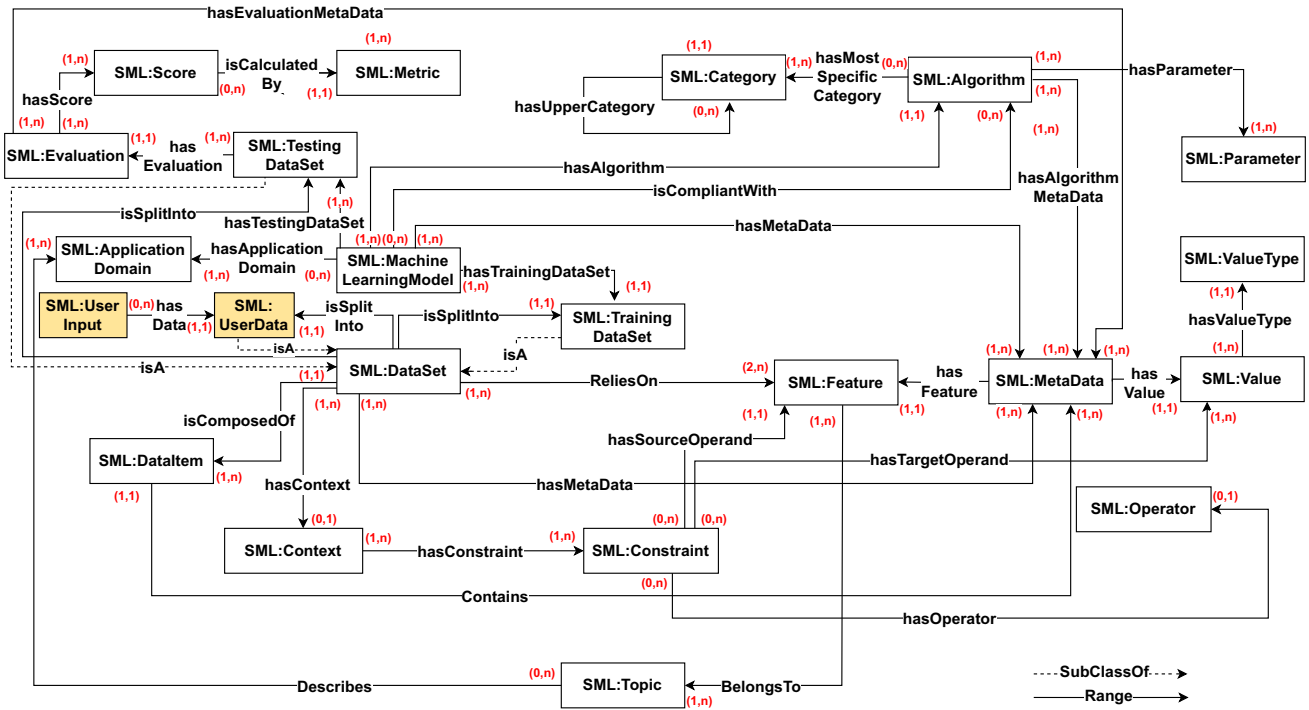 hasEvaluationMetaData
(1,n)
(1,n)
SML:Score
isCalculated
By
(0,n)
(1,1)
SML:Metric
hasScore
(1,n)
(1,n)
SML:Evaluation
(1,1)
has
Evaluation
(1,n)
SML:Testing
DataSet
(1,1)
SML:Category
(0,n)
hasUpperCategory
(1,n)
hasMost
Specific
Category
(0,n)
SML:Algorithm
(1,n)
(1,n)
(1,1)
(0,n)
(1,n)
hasParameter
(1,n)
SML:Parameter
hasAlgorithm
isCompliantWith
hasAlgorithm
MetaData
isSplitInto
(1,n)
hasTestingDataSet
hasMetaData
(1,n)
SML:Application
Domain
hasApplication
Domain
(1,n)
(0,n)
(1,n)
(0,n)
(1,n)
SML:Machine
LearningModel
(1,n)
hasTrainingDataSet
(1,1)
SML:ValueType
(1,1)
hasValueType
(1,n)
SML:User
Input
(0,n)
has
Data
(1,1)
SML:
UserData
isSplit
Into
(1,1)
isSplitInto
(1,1)
SML:Training
DataSet
isA
isA
isA
SML:DataSet
(1,1)
(1,n)
(1,n)
(1,n)
ReliesOn
(2,n)
SML:Feature
(1,1)
(1,n)
(1,1)
has
Feature
(1,n)
(1,n)
(1,n)
SML:MetaData
(1,n)
(1,n)
has
Value
(1,1)
SML:Value
(1,n)
isComposedOf
hasSourceOperand
SML:DataItem
(1,n)
(1,1)
hasTargetOperand
hasContext
hasMetaData
(0,1)
SML:Context
(1,n)
hasConstraint
(1,n)
(0,n)
(0,n)
SML:Constraint
(0,n)
SML:Operator
(0,1)
Contains
hasOperator
Describes
(0,n)
SML:Topic
(1,n)
BelongsTo
SubClassOf
Range